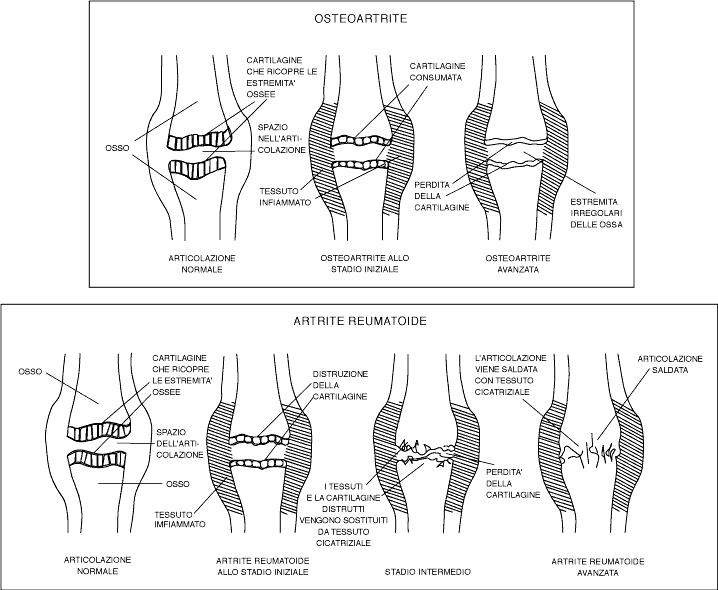 OSTEOARTRITE
CARTILAGINE
CHE RICOPRE LE
ESTREMITA'
OSSEE
SPAZIO
NELL'ARTI-
COLAZIONE
OSSO
CARTILAGINE
CONSUMATA
TESSUTO
INFIAMMATO
PERDITA
DELLA
CARTILAGINE
ESTREMITA
IRREGOLARI
DELLE OSSA
ARTICOLAZIONE
NORMALE
OSTEOARTITE ALLO
STADIO INIZIALE
OSTEOARTITE
AVANZATA
ARTRITE REUMATOIDE
OSSO
CARTILAGINE
CHE RICOPRE
LE ESTREMITA'
OSSEE
SPAZIO
DELL'ARTI-
COLAZIONE
OSSO
DISTRUZIONE
DELLA
CARTILAGINE
TESSUTO
IMFIAMMATO
I TESSUTI
E LA CARTILAGINE
DISTRUTTI
VENGONO SOSTITUITI
DA TESSUTO
CICATRIZIALE
PERDITA'
DELLA
CARTILAGINE
L'ARTICOLAZIONE
VIENE SALDATA
CON TESSUTO
CICATRIZIALE
ARTICOLAZIONE
SALDATA
ARTICOLAZIONE
NORMALE
ARTRITE REUMATOIDE
ALLO STADIO INIZIALE
STADIO INTERMEDIO
ARTRITE REUMATOIDE
AVANZATA